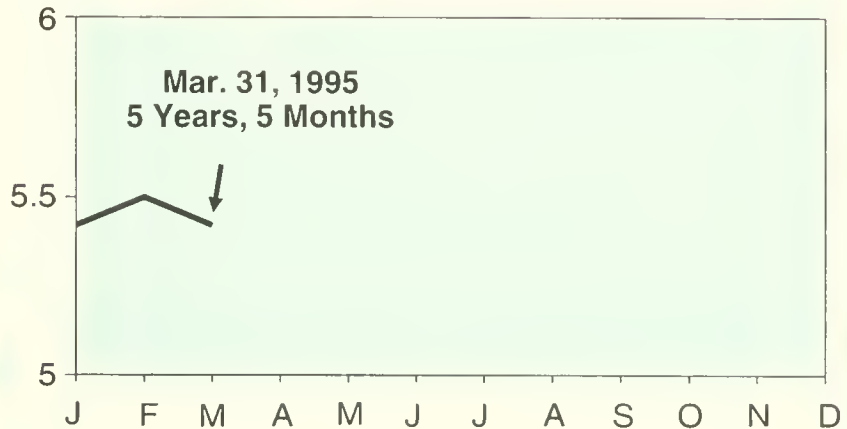 6
Mar. 31, 1995
5 Years, 5 Months
5.5
5
J F M A M J J A S O N D